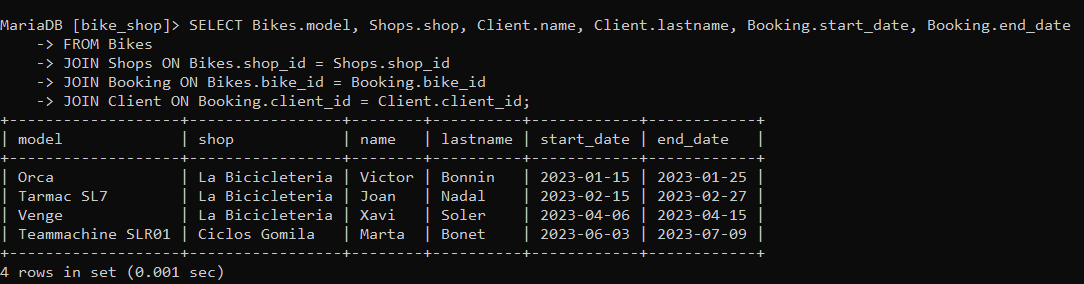 MariaDB [bike_shop]> SELECT Bikes.model, Shops.shop, Client.name, Client.lastname, Booking.start_date, Booking.end_date
    -> FROM Bikes
    -> JOIN Shops ON Bikes.shop_id = Shops.shop_id
    -> JOIN Booking ON Bikes.bike_id = Booking.bike_id
    -> JOIN Client ON Booking.client_id = Client.client_id;
+-------------------+-----------------+--------+----------+------------+------------+
| model             | shop            | name   | lastname | start_date | end_date   |
+-------------------+-----------------+--------+----------+------------+------------+
| Orca              | La Bicicleteria | Victor | Bonnin   | 2023-01-15 | 2023-01-25 |
| Tarmac SL7        | La Bicicleteria | Joan   | Nadal    | 2023-02-15 | 2023-02-27 |
| Venge             | La Bicicleteria | Xavi   | Soler    | 2023-04-06 | 2023-04-15 |
| Teammachine SLR01 | Ciclos Gomila   | Marta  | Bonet    | 2023-06-03 | 2023-07-09 |
+-------------------+-----------------+--------+----------+------------+------------+
4 rows in set (0.001 sec)